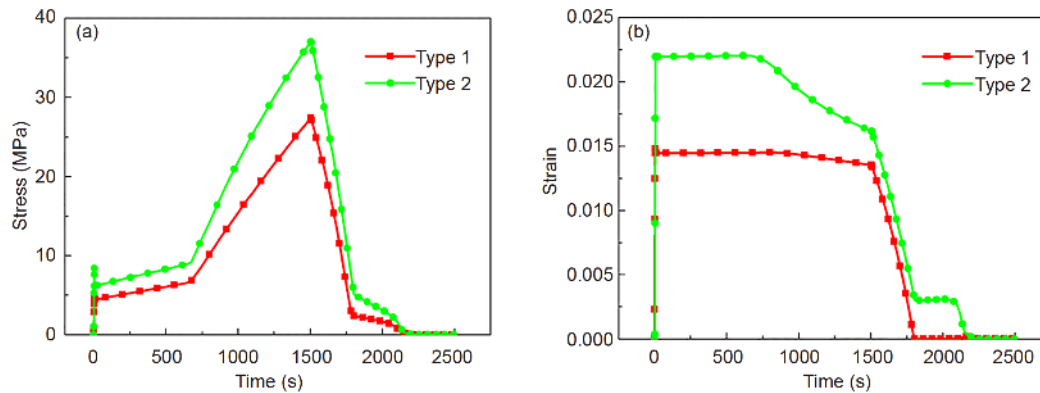 (a)
Type 1
Type 2
Stress (MPa)
40
30
20
10
0
0 500 1000 1500 2000 2500
Time (s)
(b)
Type 1
Type 2
Strain
0.025
0.020
0.015
0.010
0.005
0.000
0 500 1000 1500 2000 2500
Time (s)